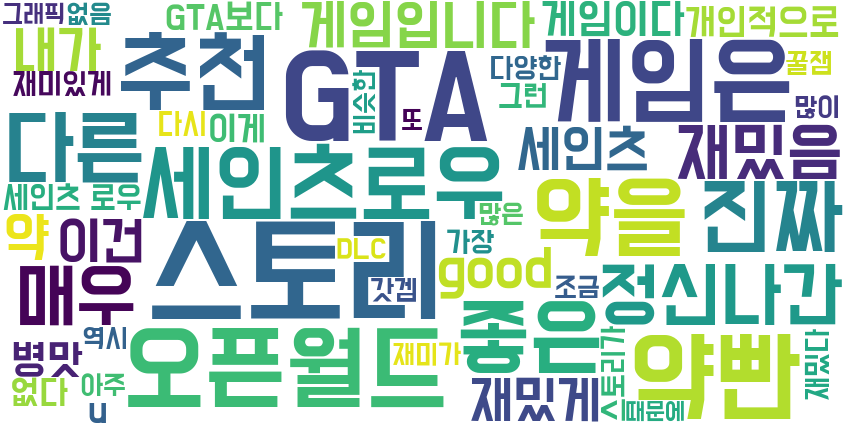 그래픽 없음
GTA보다
게임입니다
게임이다
개인적으로
내가
추천
GTA
게임은
재미있게
비슷한
다양한
꿀잼
또
그런
많이
다른
다시
이게
세인츠로우
세인츠
재밌음
세인츠 로우
많은
약을
진짜
약
이건
DLC
가장
good
매우
스토리
갓겜
조금
정신나간
병맛
역시
오픈월드
재미가
좋은
스토리가
약빤
재밌다
없다
아주
재밌게
때문에
u